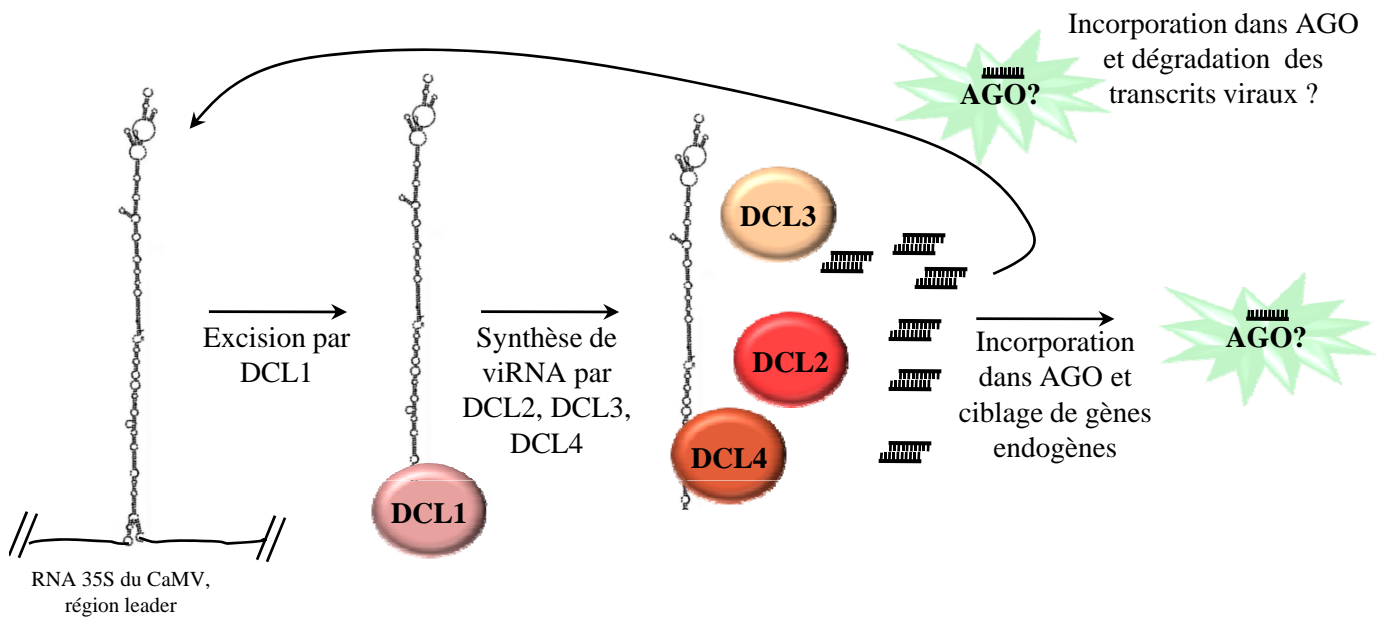 Incorporation dans AGO
et dégradation des
transcrits viraux ?
AGO?
DCL3
Excision par
DCL1
Synthèse de
viRNA par
DCL2, DCL3,
DCL4
DCL1
DCL2
DCL4
Incorporation
dans AGO et
ciblage de gènes
endogènes
AGO?
RNA 35S du CaMV,
région leader